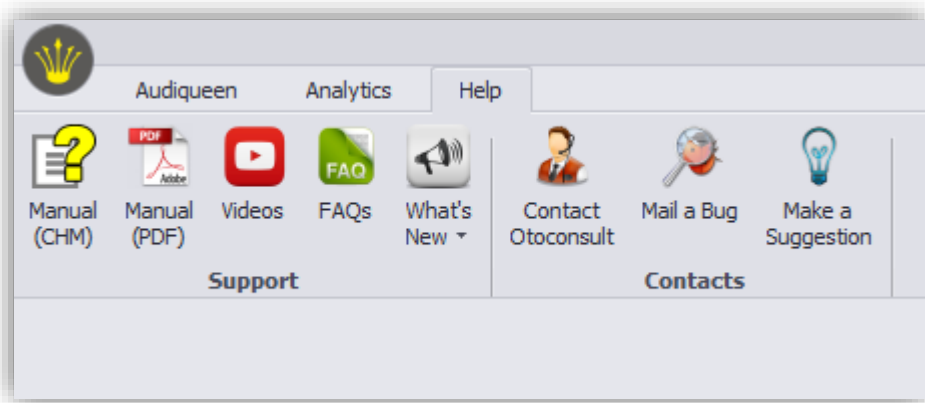 Audiqueen Analytics Help
PDF
Adobe
FAQ
Manual (CHM)
Manual (PDF)
Videos
FAQs
What's New
Contact Otoconsult
Mail a Bug
Make a Suggestion
Support
Contacts